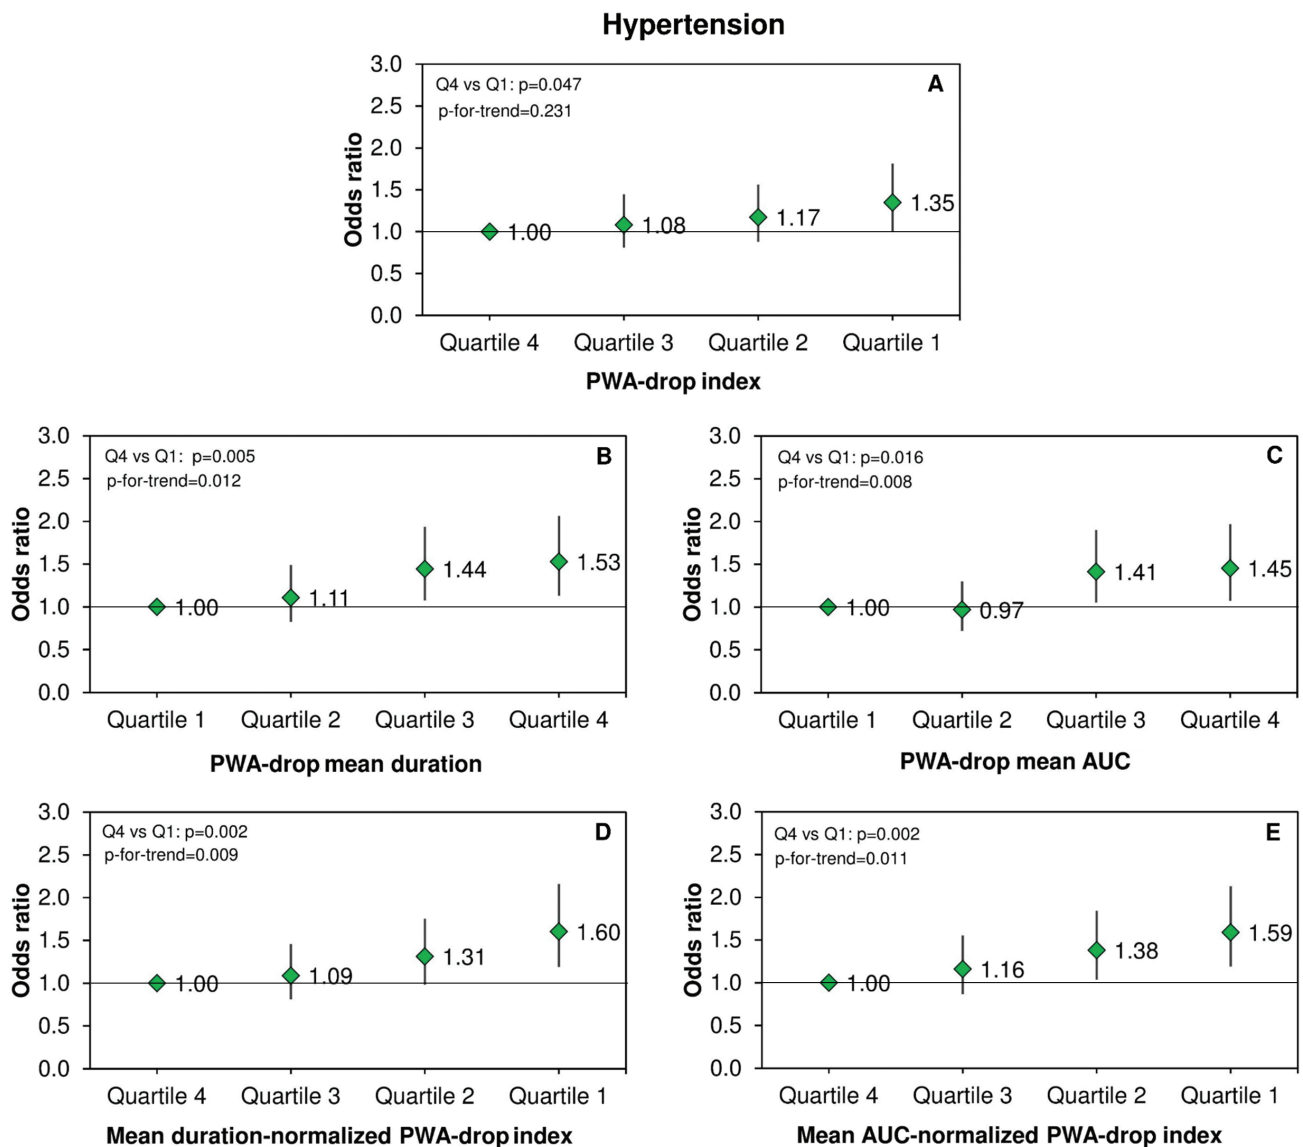 Hypertension
Q4 vs Q1: p=0.047
p-for-trend=0.231
A
3.0
2.5
2.0
1.5
1.0
0.5
0.0
Odds ratio
1.00
1.08
1.17
1.35
Quartile 4 Quartile 3 Quartile 2 Quartile 1
PWA-drop index
Q4 vs Q1: p=0.005
p-for-trend=0.012
B
3.0
2.5
2.0
1.5
1.0
0.5
0.0
Odds ratio
1.00
1.11
1.44
1.53
Quartile 1 Quartile 2 Quartile 3 Quartile 4
PWA-drop mean duration
Q4 vs Q1: p=0.016
p-for-trend=0.008
C
3.0
2.5
2.0
1.5
1.0
0.5
0.0
Odds ratio
1.00
0.97
1.41
1.45
Quartile 1 Quartile 2 Quartile 3 Quartile 4
PWA-drop mean AUC
Q4 vs Q1: p=0.002
p-for-trend=0.009
D
3.0
2.5
2.0
1.5
1.0
0.5
0.0
Odds ratio
1.00
1.09
1.31
1.60
Quartile 4 Quartile 3 Quartile 2 Quartile 1
Mean duration-normalized PWA-drop index
Q4 vs Q1: p=0.002
p-for-trend=0.011
E
3.0
2.5
2.0
1.5
1.0
0.5
0.0
Odds ratio
1.00
1.16
1.38
1.59
Quartile 4 Quartile 3 Quartile 2 Quartile 1
Mean AUC-normalized PWA-drop index